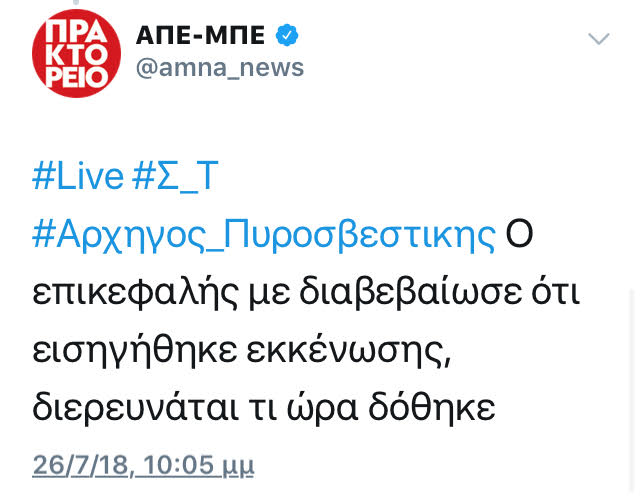 ΠΡΑ
ΚΤΟ
ΡΕΙΟ
ΑΠΕ-ΜΠΕ
@amna_news
#Live #Σ_Τ
#Αρχηγος_Πυροσβεστικης Ο
επικεφαλής με διαβεβαίωσε ότι
εισηγήθηκε εκκένωσης,
διερευνάται τι ώρα δόθηκε
26/7/18, 10:05 μμ